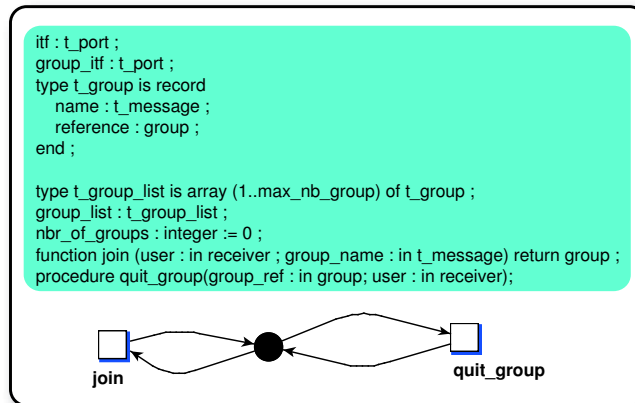 itf : t_port ;
group_itf : t_port ;
type t_group is record
name : t_message ;
reference : group ;
end ;
type t_group_list is array (1..max_nb_group) of t_group ;
group_list : t_group_list ;
nbr_of_groups : integer := 0 ;
function join (user : in receiver ; group_name : in t_message) return group ;
procedure quit_group(group_ref : in group; user : in receiver);
join
quit_group